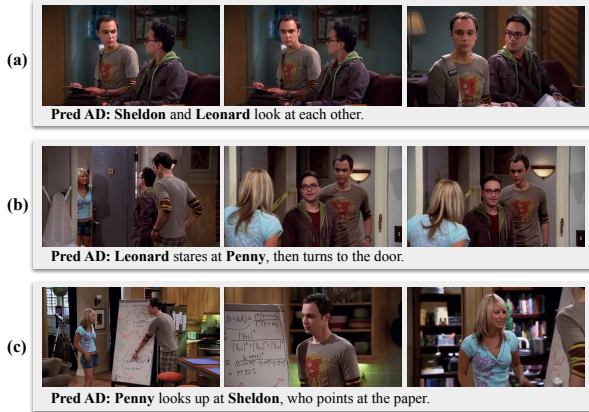 (a)
Pred AD: Sheldon and Leonard look at each other.
(b)
Pred AD: Leonard stares at Penny, then turns to the door.
(c)
Pred AD: Penny looks up at Sheldon, who points at the paper.